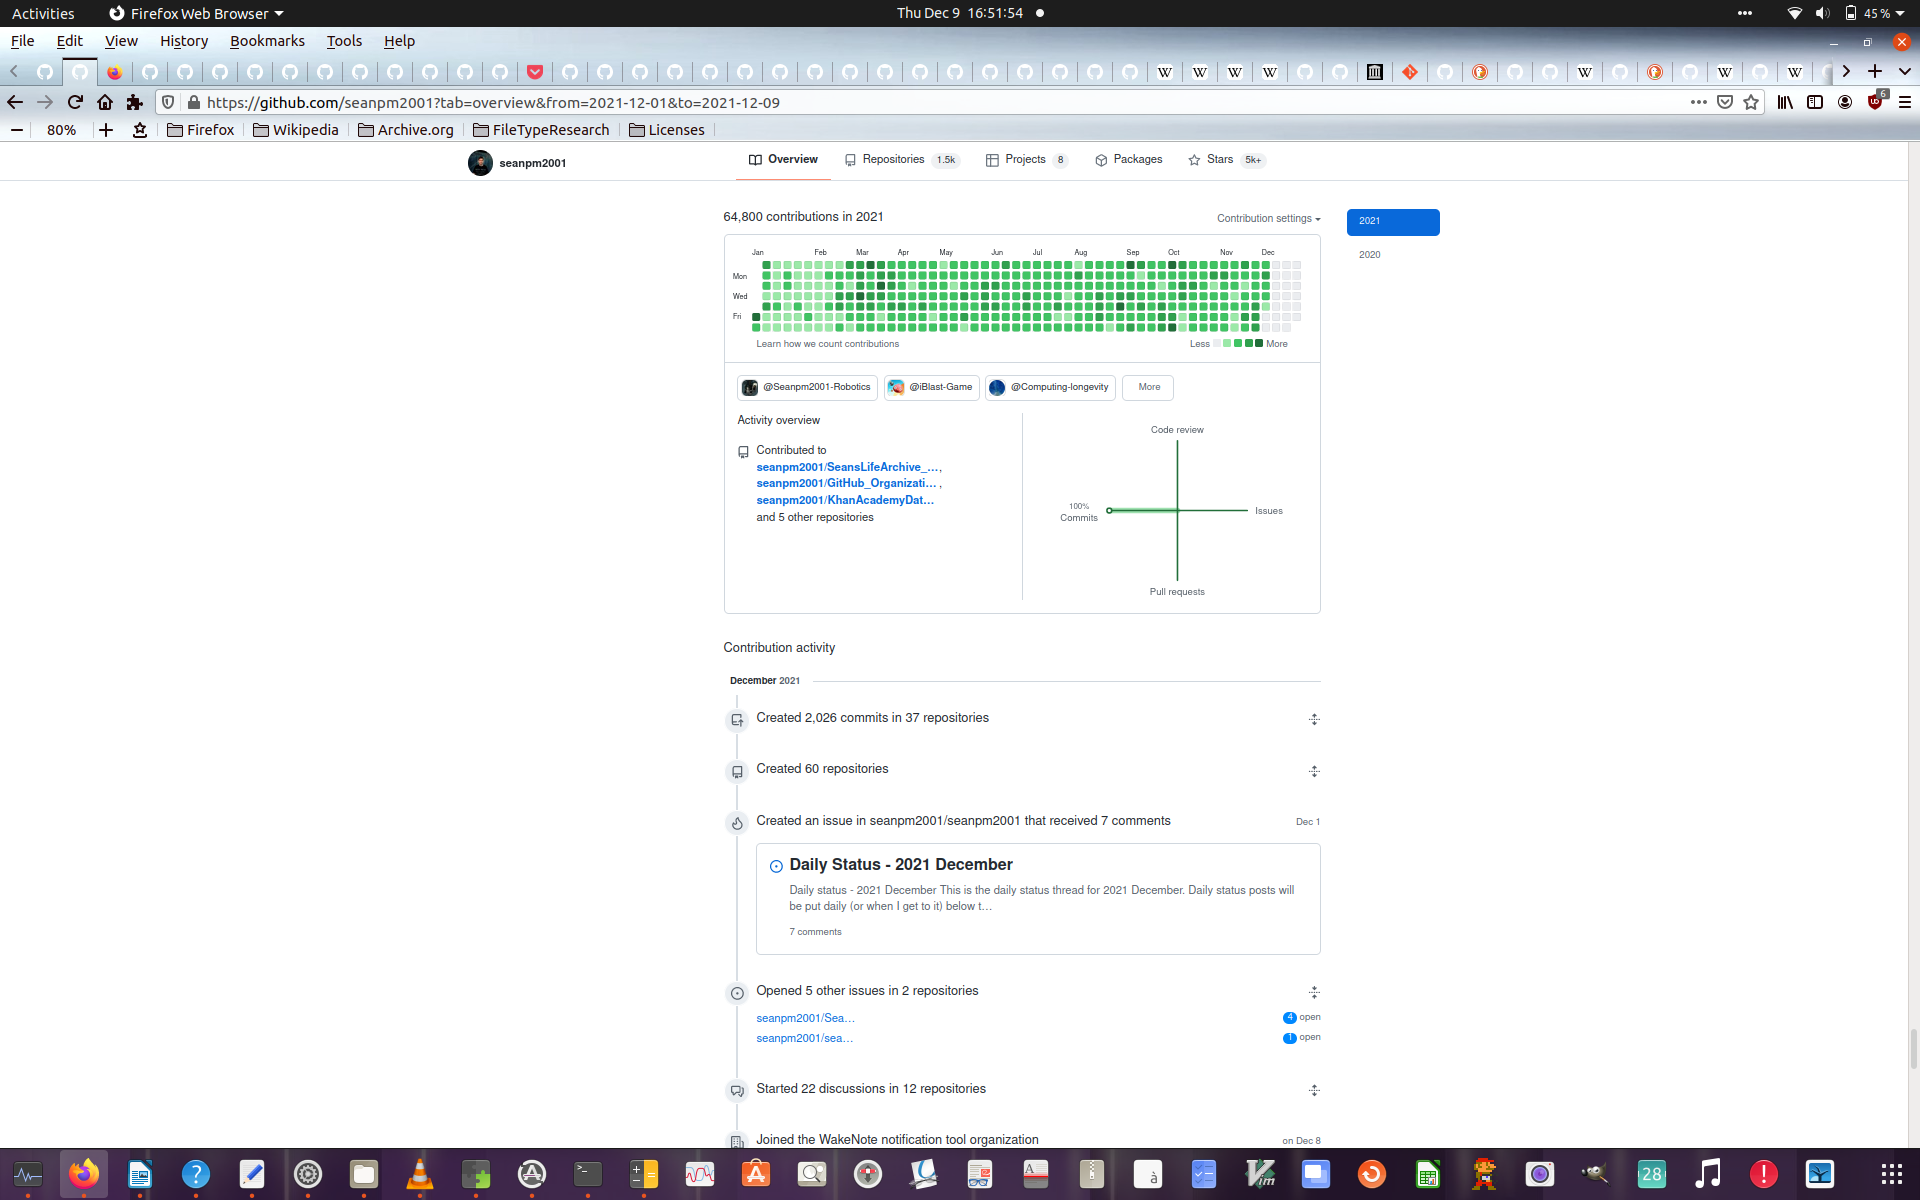 Activities
Firefox Web Browser
Thu Dec 9 16:51:54
45 %
File Edit View History Bookmarks Tools Help
https://github.com/seanpm2001?tab=overview&from=2021-12-01&to=2021-12-09
6
80%
Firefox
Wikipedia
Archive.org
FileTypeResearch
Licenses
seanpm2001
Overview
Repositories 1.5k
Projects 8
Packages
Stars 5k+
64,800 contributions in 2021
Contribution settings
2021
2020
Jan Feb Mar Apr May Jun Jul Aug Sep Oct Nov Dec
Mon
Wed
Fri
Learn how we count contributions
Less More
@Seanpm2001-Robotics
@iBlast-Game
@Computing-longevity
More
Activity overview
Contributed to
seanpm2001/SeansLifeArchive_…,
seanpm2001/GitHub_Organizati… ,
seanpm2001/KhanAcademyDat…
and 5 other repositories
Code review
100%
Commits
Issues
Pull requests
Contribution activity
December 2021
Created 2,026 commits in 37 repositories
Created 60 repositories
Created an issue in seanpm2001/seanpm2001 that received 7 comments
Dec 1
Daily Status - 2021 December
Daily status - 2021 December This is the daily status thread for 2021 December. Daily status posts will
be put daily (or when I get to it) below t…
7 comments
Opened 5 other issues in 2 repositories
seanpm2001/Sea…
4 open
seanpm2001/sea…
1 open
Started 22 discussions in 12 repositories
Joined the WakeNote notification tool organization
on Dec 8
28